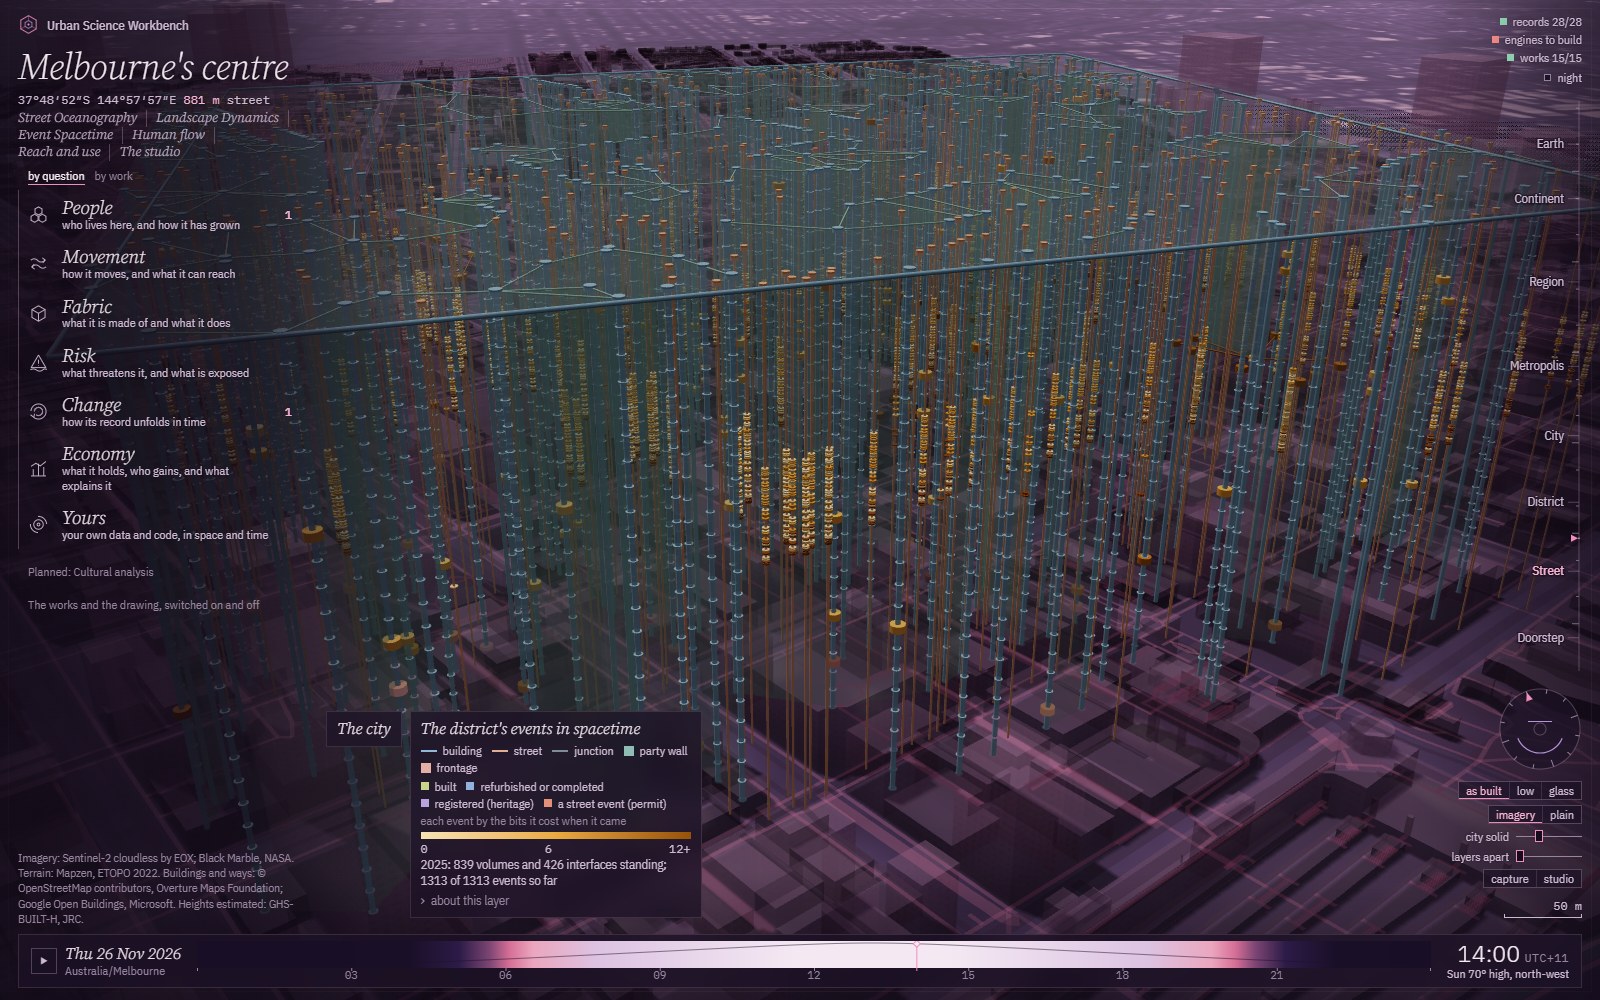 Urban Science Workbench
Melbourne's centre
37°48′52″S 144°57′57″E 881 m street
Street Oceanography | Landscape Dynamics |
Event Spacetime | Human flow |
Reach and use | The studio
by question by work
People 1
who lives here, and how it has grown
Movement
how it moves, and what it can reach
Fabric
what it is made of and what it does
Risk
what threatens it, and what is exposed
Change 1
how its record unfolds in time
Economy
what it holds, who gains, and what
explains it
Yours
your own data and code, in space and time
Planned: Cultural analysis
The works and the drawing, switched on and off
Imagery: Sentinel-2 cloudless by EOX; Black Marble, NASA.
Terrain: Mapzen, ETOPO 2022. Buildings and ways: ©
OpenStreetMap contributors, Overture Maps Foundation;
Google Open Buildings, Microsoft. Heights estimated: GHS-
BUILT-H, JRC.
The city
The district's events in spacetime
building street junction party wall
frontage
built refurbished or completed
registered (heritage) a street event (permit)
each event by the bits it cost when it came
0 6 12+
2025: 839 volumes and 426 interfaces standing;
1313 of 1313 events so far
› about this layer
records 28/28
engines to build
works 15/15
night
Earth
Continent
Region
Metropolis
City
District
Street
Doorstep
as built low glass
imagery plain
city solid
layers apart
capture studio
50 m
Thu 26 Nov 2026
Australia/Melbourne
03 06 09 12 15 18 21
14:00 UTC+11
Sun 70° high, north-west